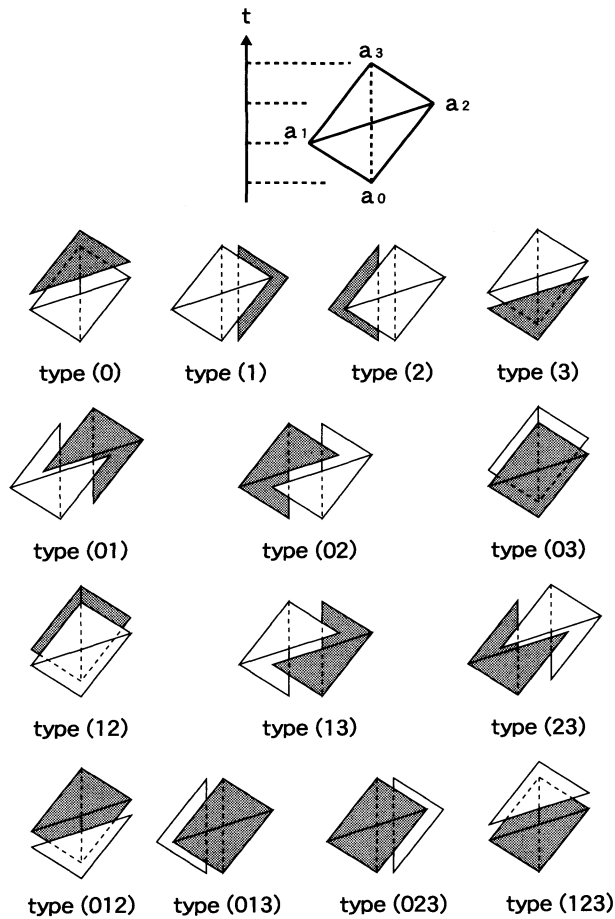 t
a3
a2
a1
a0
type (0) type (1) type (2) type (3)
type (01) type (02) type (03)
type (12) type (13) type (23)
type (012) type (013) type (023) type (123)